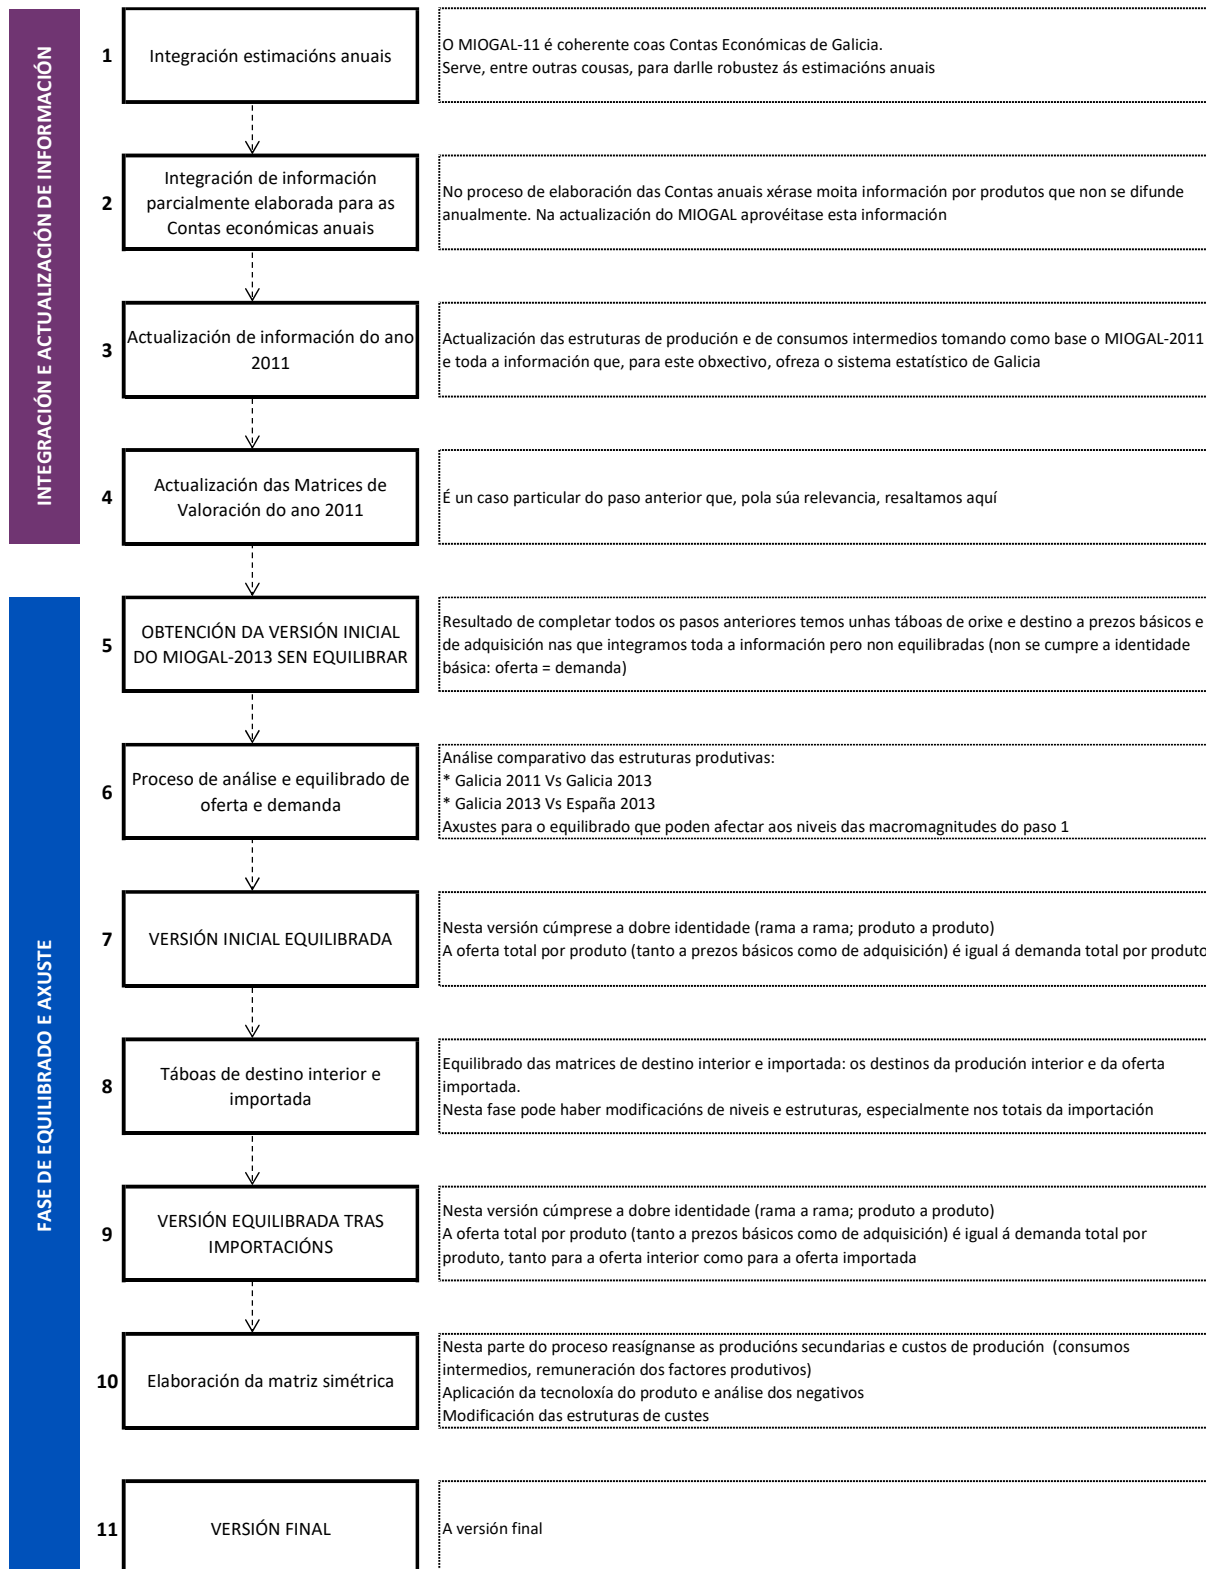 INTEGRACIÓN E ACTUALIZACIÓN DE INFORMACIÓN
1
Integración estimacións anuais
O MIOGAL-11 é coherente coas Contas Económicas de Galicia.
Serve, entre outras cousas, para darlle robustez ás estimacións anuais
2
Integración de información
parcialmente elaborada para as
Contas económicas anuais
No proceso de elaboración das Contas anuais xérase moita información por produtos que non se difunde
anualmente. Na actualización do MIOGAL aprovéitase esta información
3
Actualización de información do ano
2011
Actualización das estruturas de produción e de consumos intermedios tomando como base o MIOGAL-2011
e toda a información que, para este obxectivo, ofreza o sistema estatístico de Galicia
4
Actualización das Matrices de
Valoración do ano 2011
É un caso particular do paso anterior que, pola súa relevancia, resaltamos aquí
FASE DE EQUILIBRADO E AXUSTE
5
OBTENCIÓN DA VERSIÓN INICIAL
DO MIOGAL-2013 SEN EQUILIBRAR
Resultado de completar todos os pasos anteriores temos unhas táboas de orixe e destino a prezos básicos e
de adquisición nas que integramos toda a información pero non equilibradas (non se cumpre a identidade
básica: oferta = demanda)
6
Proceso de análise e equilibrado de
oferta e demanda
Análise comparativo das estruturas produtivas:
* Galicia 2011 Vs Galicia 2013
* Galicia 2013 Vs España 2013
Axustes para o equilibrado que poden afectar aos niveis das macromagnitudes do paso 1
7
VERSIÓN INICIAL EQUILIBRADA
Nesta versión cúmprese a dobre identidade (rama a rama; produto a produto)
A oferta total por produto (tanto a prezos básicos como de adquisición) é igual á demanda total por produto
8
Táboas de destino interior e
importada
Equilibrado das matrices de destino interior e importada: os destinos da produción interior e da oferta
importada.
Nesta fase pode haber modificacións de niveis e estruturas, especialmente nos totais da importación
9
VERSIÓN EQUILIBRADA TRAS
IMPORTACIÓNS
Nesta versión cúmprese a dobre identidade (rama a rama; produto a produto)
A oferta total por produto (tanto a prezos básicos como de adquisición) é igual á demanda total por
produto, tanto para a oferta interior como para a oferta importada
10
Elaboración da matriz simétrica
Nesta parte do proceso reasígnanse as producións secundarias e custos de produción (consumos
intermedios, remuneración dos factores produtivos)
Aplicación da tecnoloxía do produto e análise dos negativos
Modificación das estruturas de custes
11
VERSIÓN FINAL
A versión final